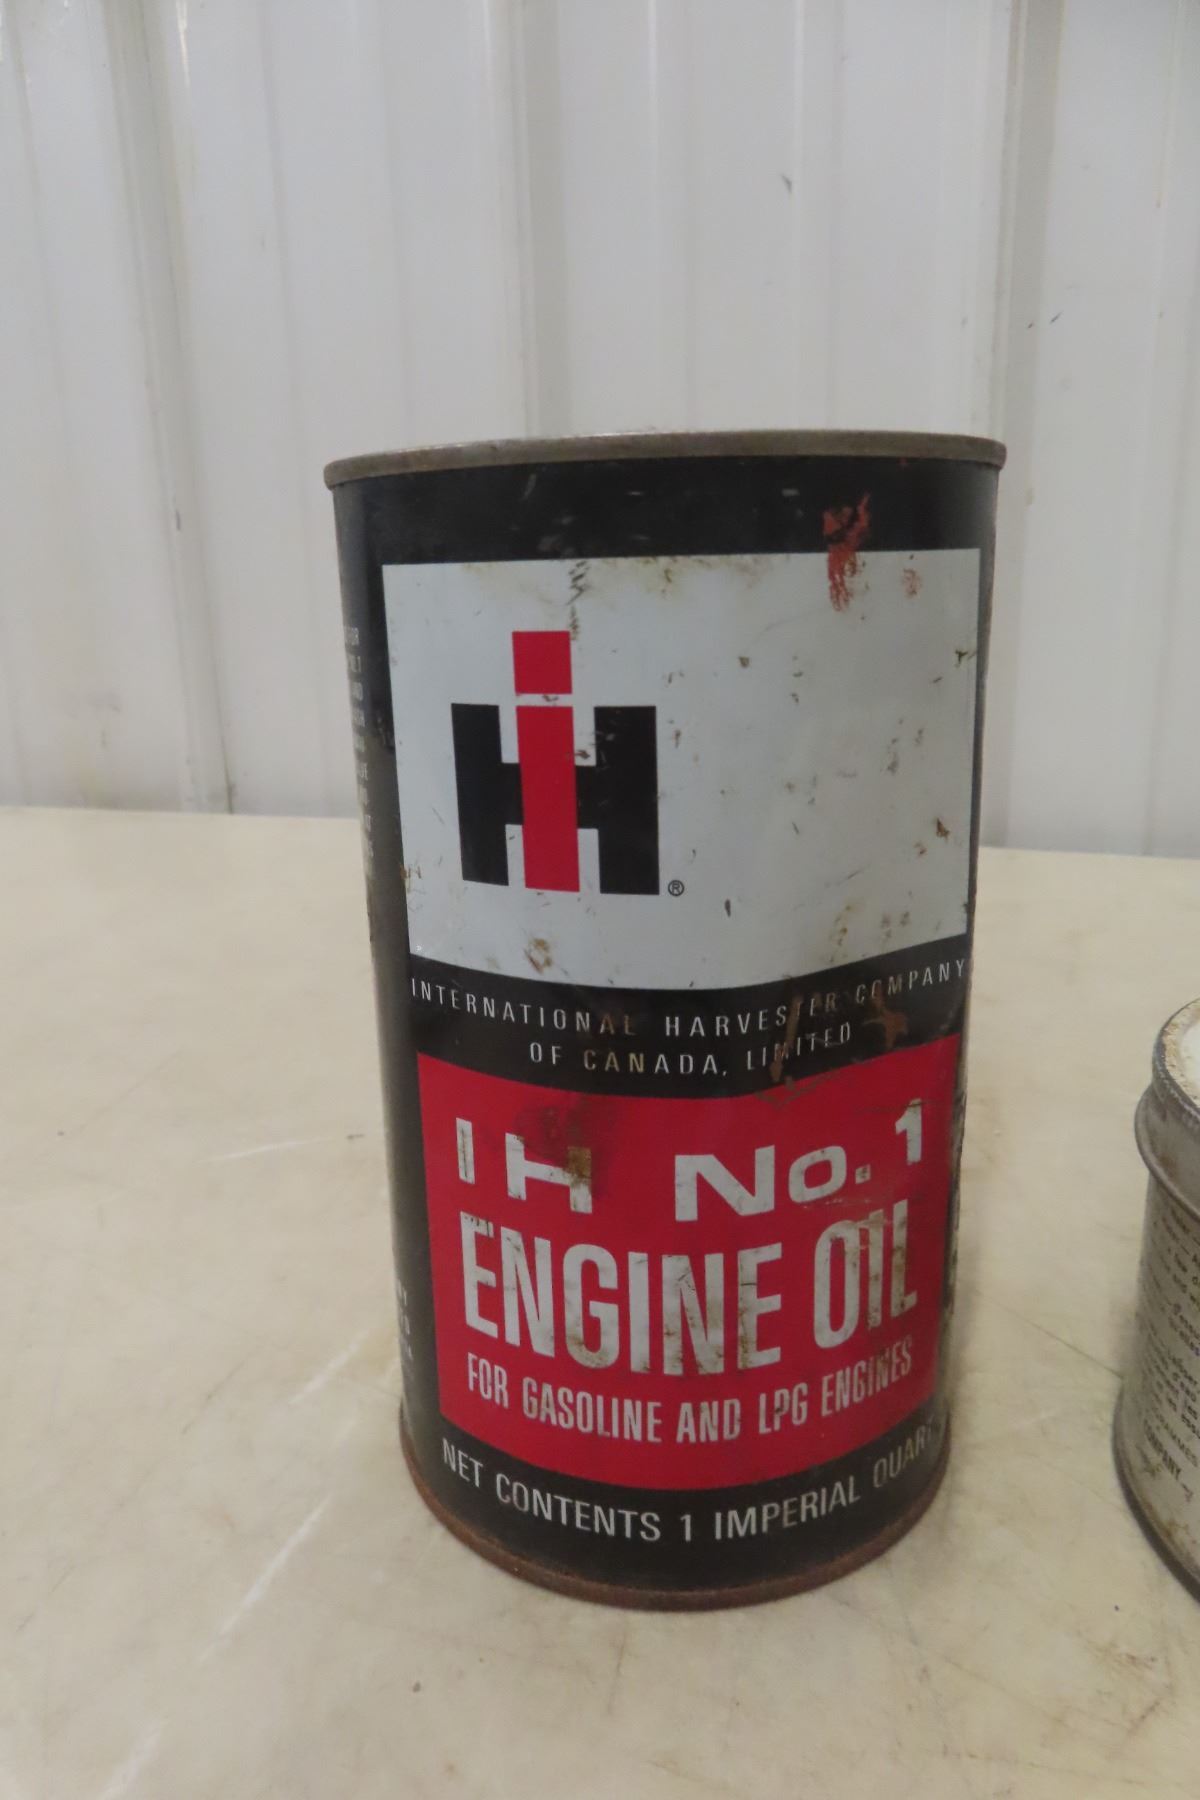 IH
®
INTERNATIONAL HARVESTER COMPANY
OF CANADA, LIMITED
IH No. 1
ENGINE OIL
FOR GASOLINE AND LPG ENGINES
NET CONTENTS 1 IMPERIAL QUART
COMPANY